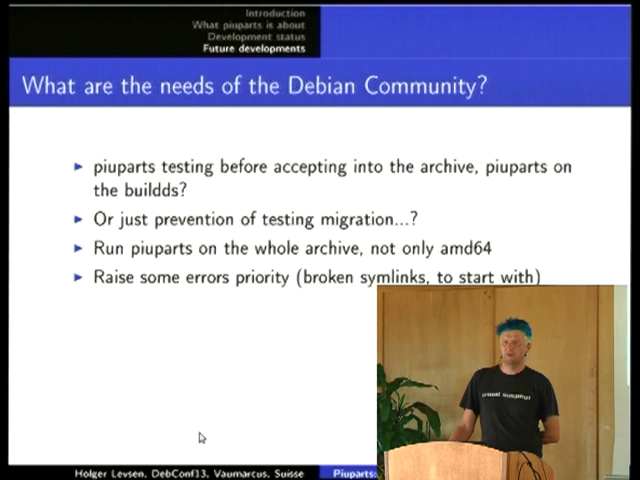 Introduction
What piuparts is about
Development status
Future developments
What are the needs of the Debian Community?
piuparts testing before accepting into the archive, piuparts on
the buildds?
Or just prevention of testing migration...?
Run piuparts on the whole archive, not only amd64
Raise some errors priority (broken symlinks, to start with)
usual suspect
Holger Levsen, DebConf13, Vaumarcus, Suisse
Piuparts: